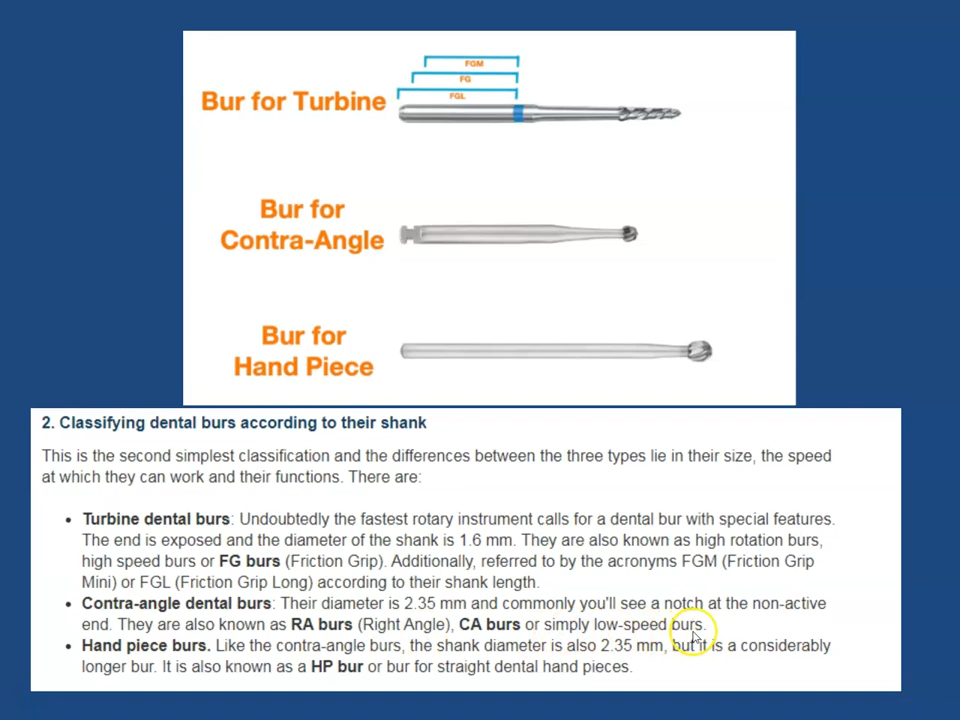 FGM
FG
FGL
Bur for Turbine
Bur for
Contra-Angle
Bur for
Hand Piece
2. Classifying dental burs according to their shank
This is the second simplest classification and the differences between the three types lie in their size, the speed
at which they can work and their functions. There are:
• Turbine dental burs: Undoubtedly the fastest rotary instrument calls for a dental bur with special features.
The end is exposed and the diameter of the shank is 1.6 mm. They are also known as high rotation burs,
high speed burs or FG burs (Friction Grip). Additionally, referred to by the acronyms FGM (Friction Grip
Mini) or FGL (Friction Grip Long) according to their shank length.
• Contra-angle dental burs: Their diameter is 2.35 mm and commonly you'll see a notch at the non-active
end. They are also known as RA burs (Right Angle), CA burs or simply low-speed burs.
• Hand piece burs. Like the contra-angle burs, the shank diameter is also 2.35 mm, but it is a considerably
longer bur. It is also known as a HP bur or bur for straight dental hand pieces.